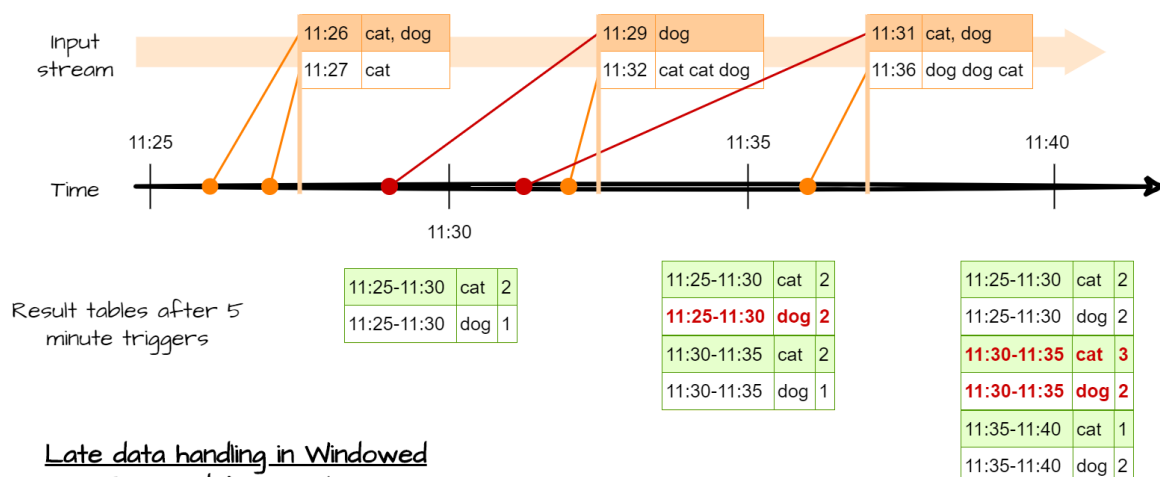 Input
stream
11:26 cat, dog
11:27 cat
11:29 dog
11:32 cat cat dog
11:31 cat, dog
11:36 dog dog cat
11:25
11:35
11:40
Time
11:30
Result tables after 5
minute triggers
11:25-11:30 cat 2
11:25-11:30 dog 1
11:25-11:30 cat 2
11:25-11:30 dog 2
11:30-11:35 cat 2
11:30-11:35 dog 1
11:25-11:30 cat 2
11:25-11:30 dog 2
11:30-11:35 cat 3
11:30-11:35 dog 2
11:35-11:40 cat 1
11:35-11:40 dog 2
Late data handling in Windowed